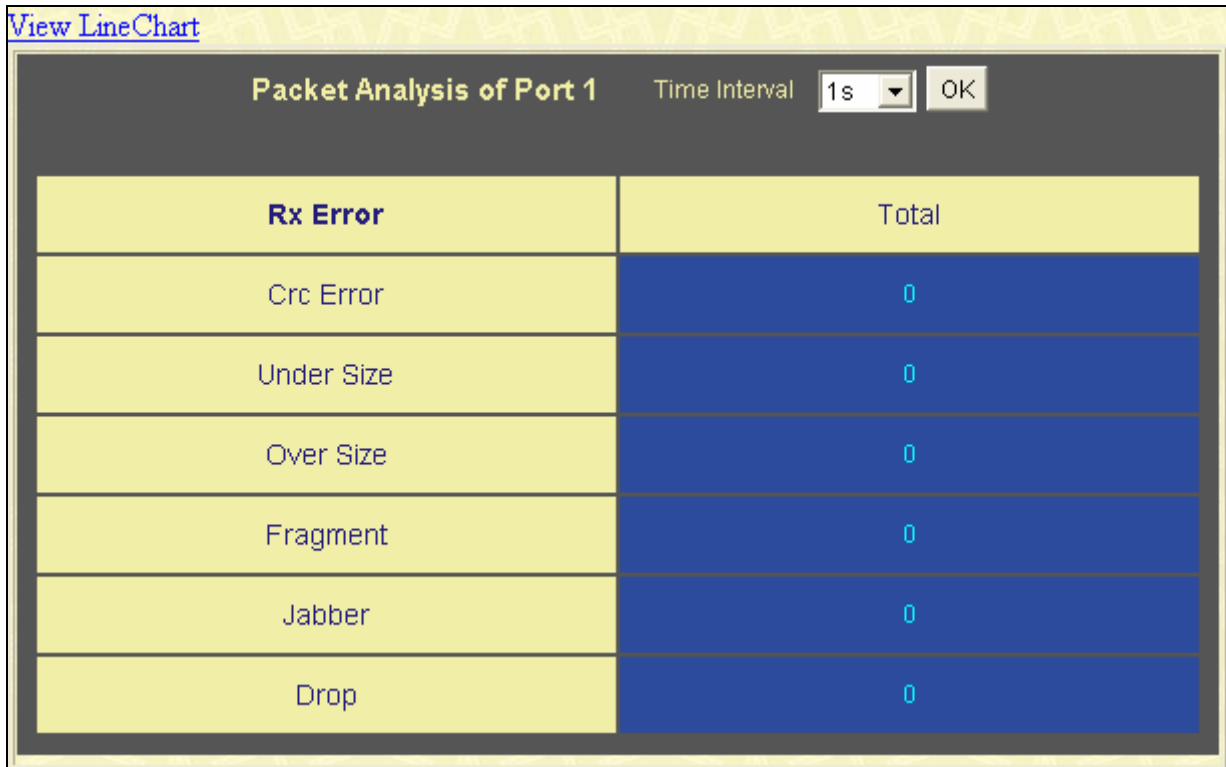 View LineChart
Packet Analysis of Port 1 Time Interval 1s OK
Rx Error Total
Crc Error 0
Under Size 0
Over Size 0
Fragment 0
Jabber 0
Drop 0